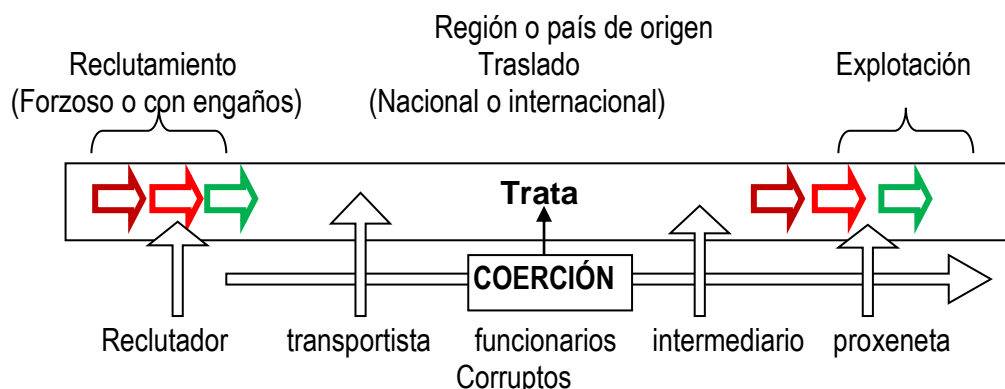 Región o país de origen
Reclutamiento Traslado Explotación
(Forzoso o con engaños) (Nacional o internacional)
Trata
COERCIÓN
Reclutador transportista funcionarios intermediario proxeneta
Corruptos